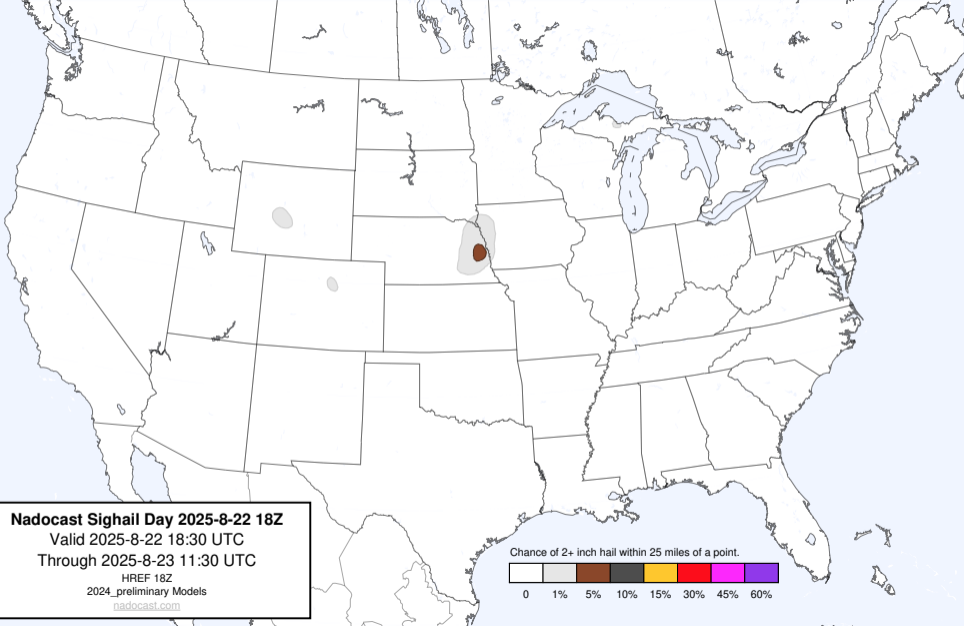 Nadocast Sighail Day 2025-8-22 18Z
Valid 2025-8-22 18:30 UTC
Through 2025-8-23 11:30 UTC
HREF 18Z
2024_preliminary Models
nadocast.com
Chance of 2+ inch hail within 25 miles of a point.
0 1% 5% 10% 15% 30% 45% 60%